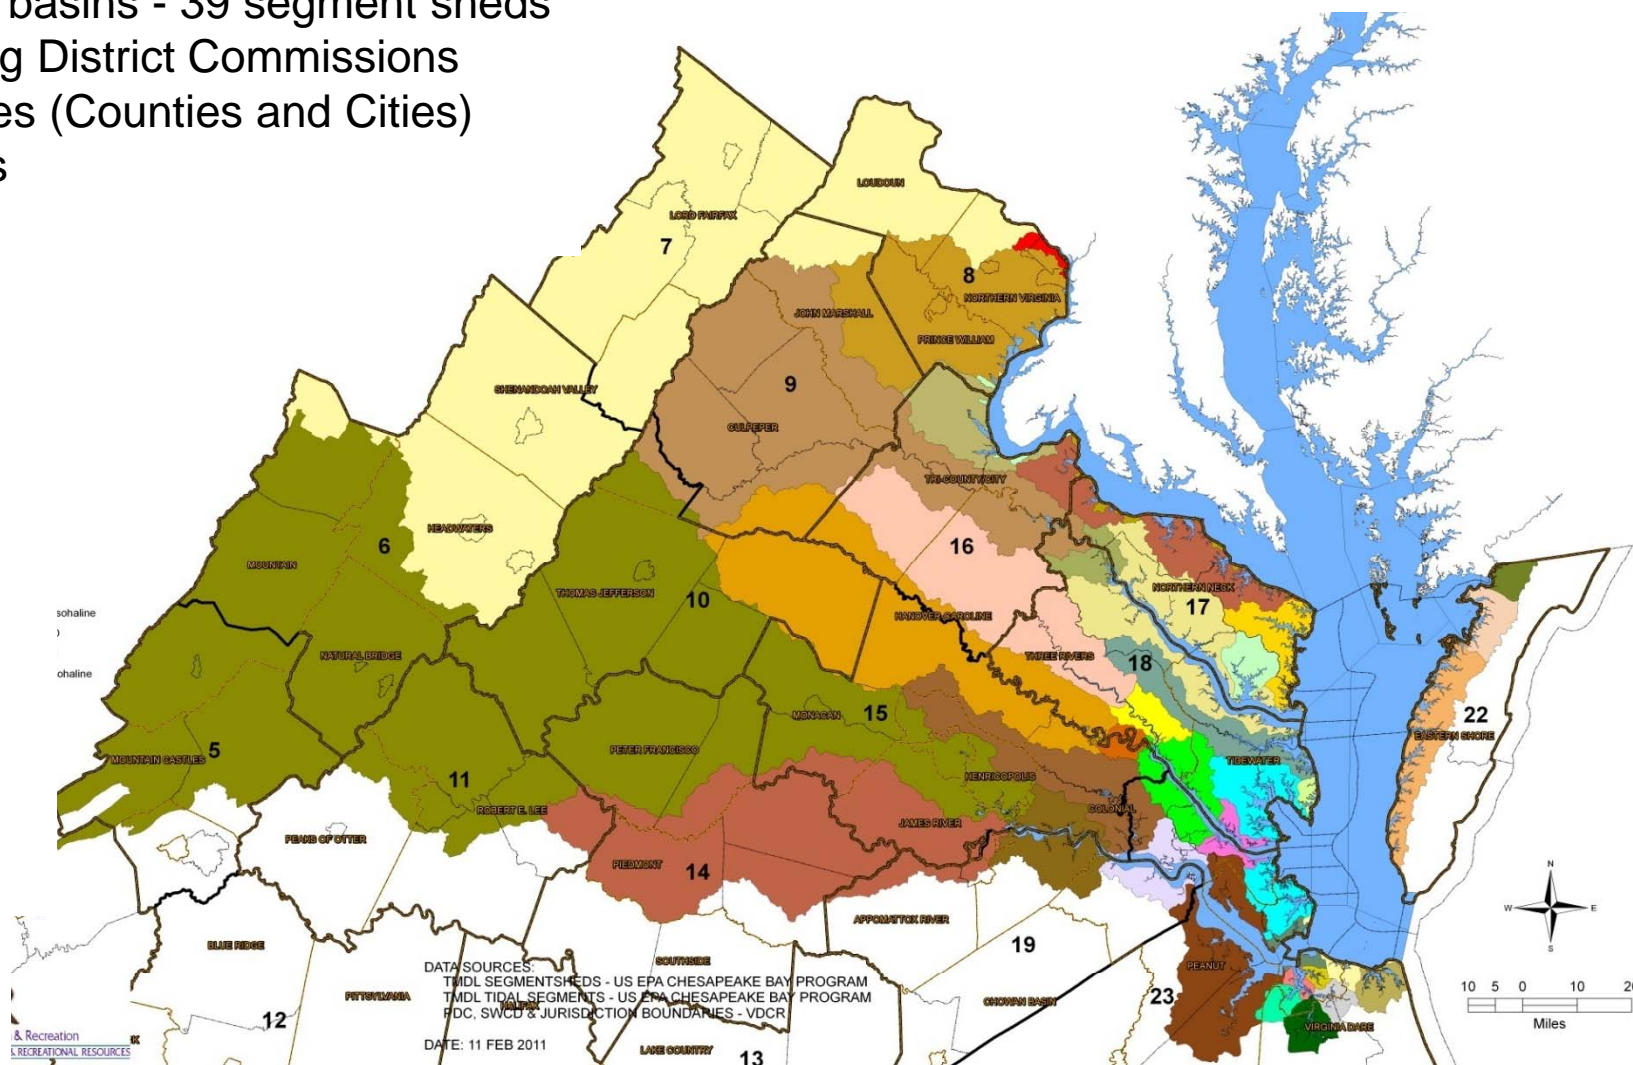 basins - 39 segment sheds
g District Commissions
es (Counties and Cities)
s
LOUDOUN
LORD FAIRFAX
7
8
NORTHERN VIRGINIA
JOHN MARSHALL
PRINCE WILLIAM
SHENANDOAH VALLEY
9
CULPEPER
TRI-COUNTY/CITY
HEADWATERS
6
16
MOUNTAIN
THOMAS JEFFERSON
10
NORTHERN NECK
17
HANOVER-CAROLINE
sohaline
NATURAL BRIDGE
THREE RIVERS
18
ohaline
MONACAN
15
22
EASTERN SHORE
MOUNTAIN CASTLES
5
PETER FRANCISCO
TIDEWATER
11
HENRICOPOLIS
ROBERT E. LEE
COLONIAL
JAMES RIVER
PEAKS OF OTTER
PIEDMONT
14
N
W
E
S
APPOMATTOX RIVER
BLUE RIDGE
19
SOUTHSIDE
PEANUT
DATA SOURCES:
TMDL SEGMENTSHEDS - US EPA CHESAPEAKE BAY PROGRAM
TMDL TIDAL SEGMENTS - US EPA CHESAPEAKE BAY PROGRAM
PDC, SWCD & JURISDICTION BOUNDARIES - VDCR
DATE: 11 FEB 2011
PITTSYLVANIA
HALIFAX
CHOWAN BASIN
23
10 5 0 10 20
Miles
12
VIRGINIA DARE
& Recreation
& RECREATIONAL RESOURCES
K
LAKE COUNTRY
13